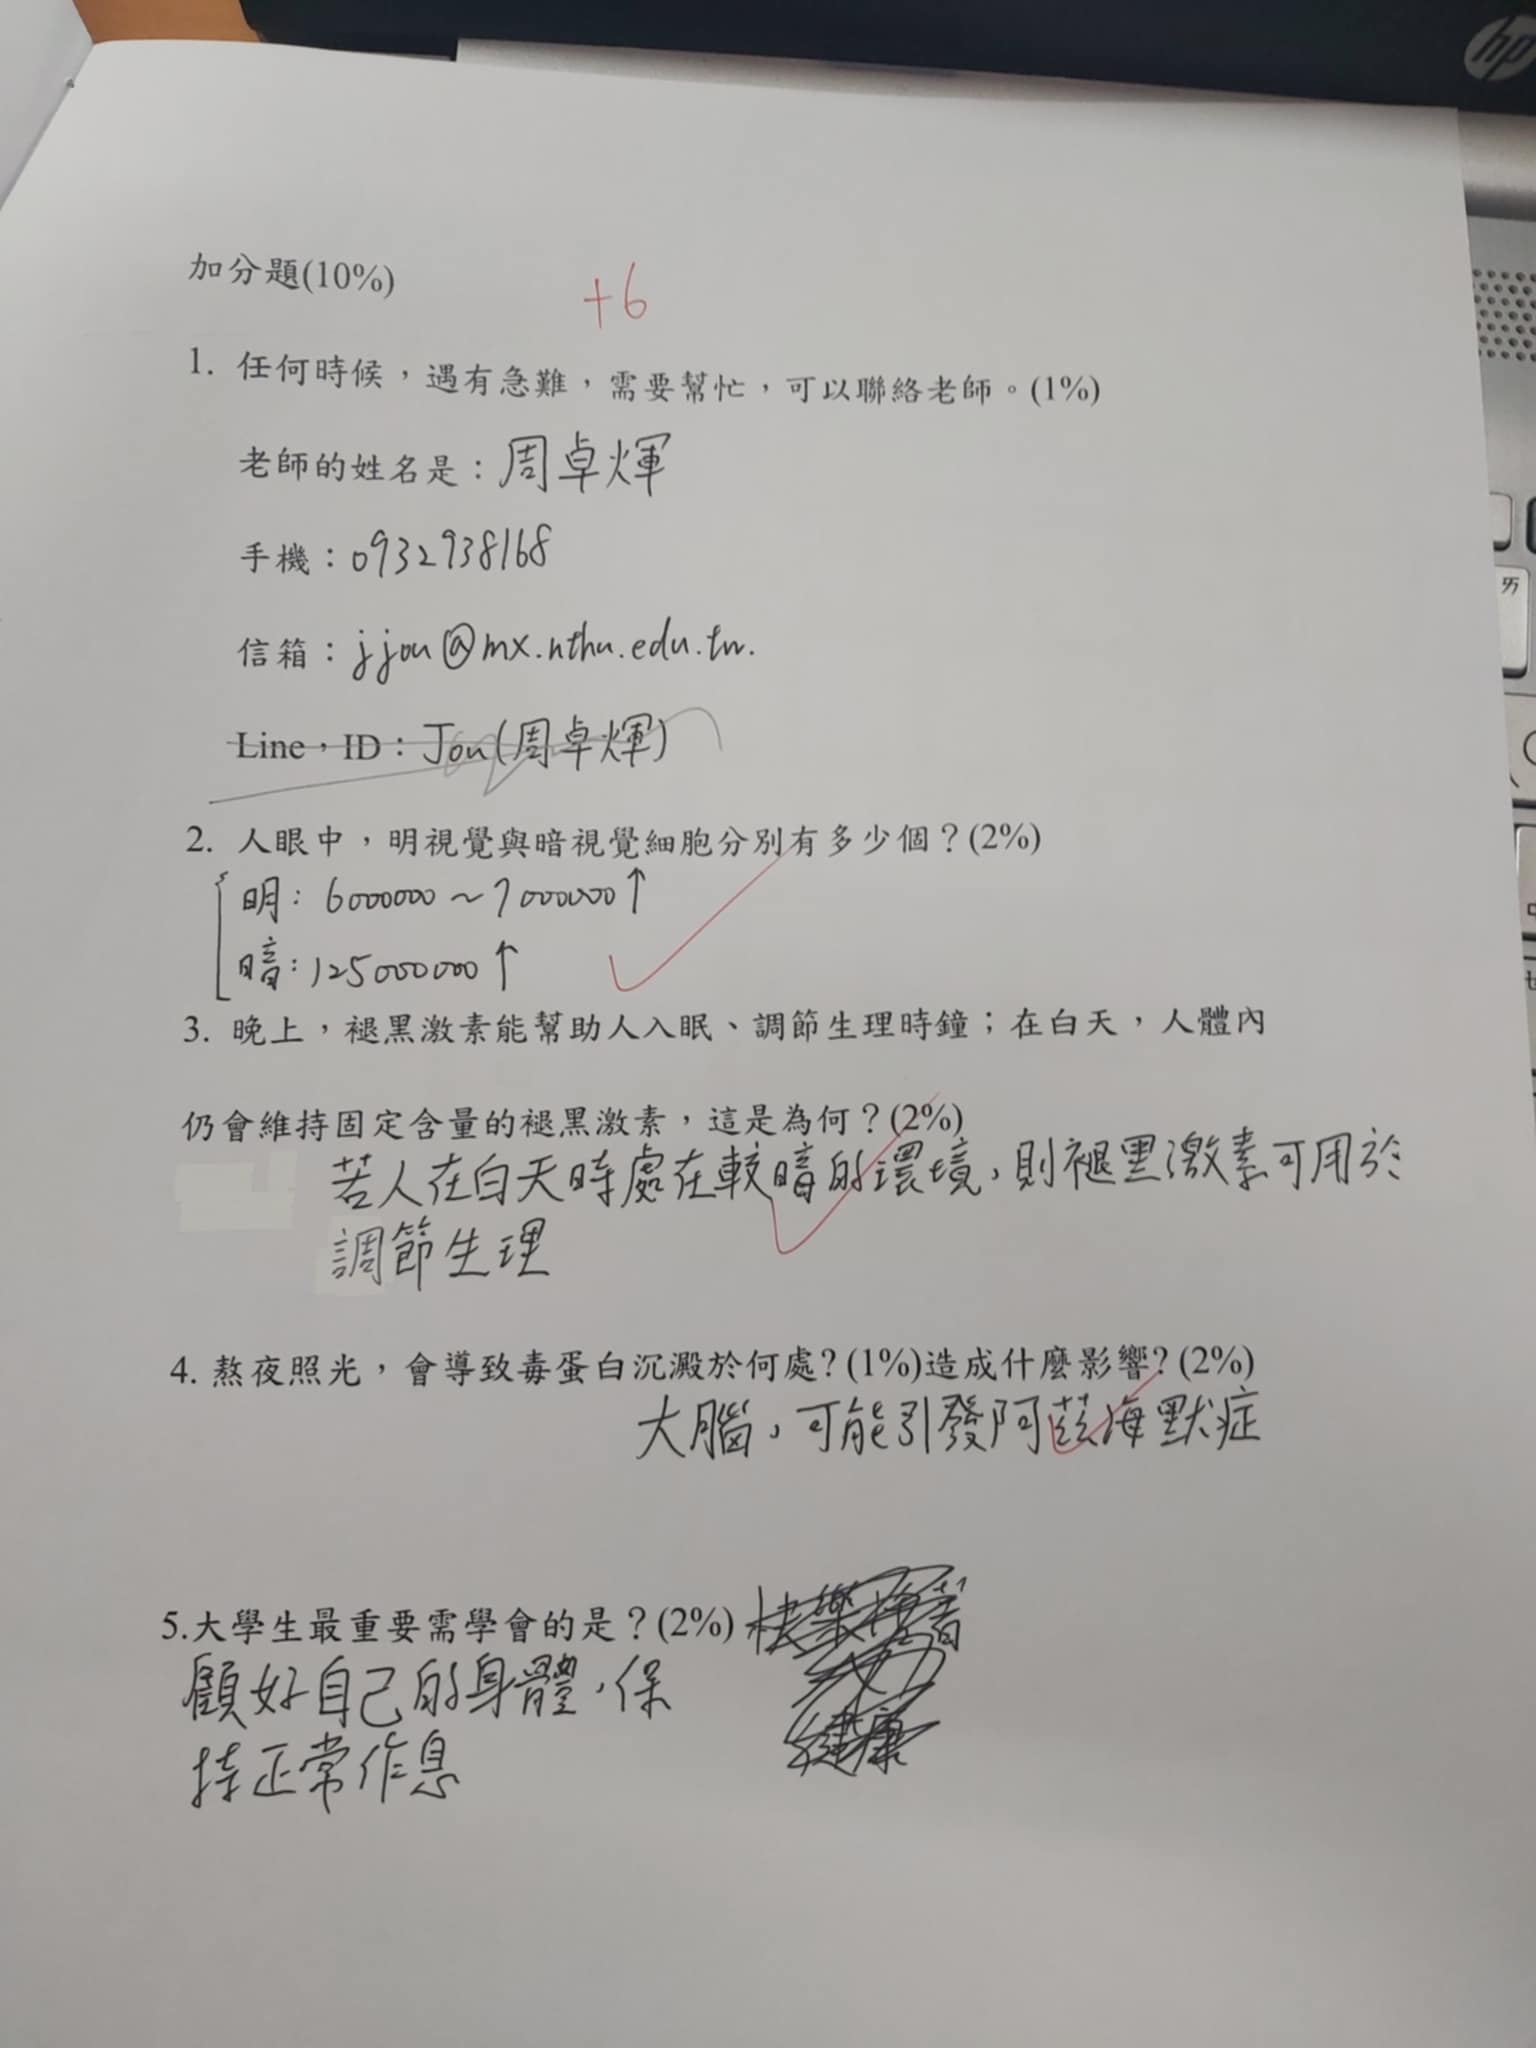 hp
加分題(10%)
+6
1. 任何時候，遇有急難，需要幫忙，可以聯絡老師。(1%)
老師的姓名是：周卓煇
手機：0932938168
信箱：jjou@mx.nthu.edu.tw.
Line，ID：Jou(周卓煇)
2. 人眼中，明視覺與暗視覺細胞分別有多少個？(2%)
明：6000000～7000000↑
暗：125000000↑
3. 晚上，褪黑激素能幫助人入眠、調節生理時鐘；在白天，人體內
仍會維持固定含量的褪黑激素，這是為何？(2%)
若人在白天時處在較暗的環境，則褪黑激素可用於
調節生理
4. 熬夜照光，會導致毒蛋白沉澱於何處？(1%)造成什麼影響？(2%)
大腦，可能引發阿茲海默症
5.大學生最重要需學會的是？(2%)
顧好自己的身體，保
持正常作息
健康
ㄞ